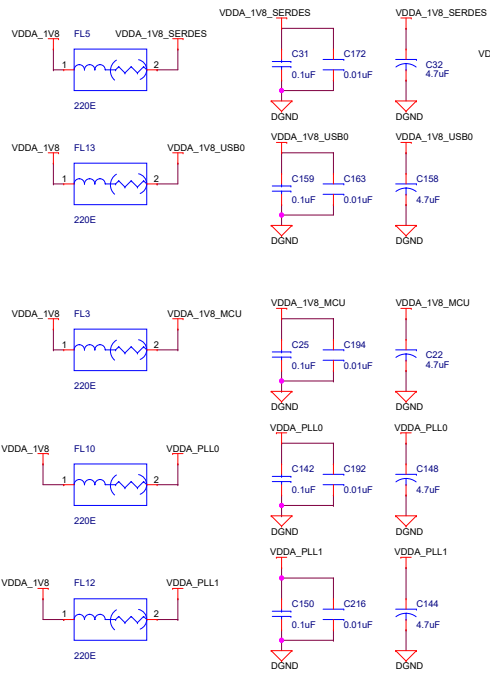 VDDA_1V8_SERDES VDDA_1V8_SERDES
VDDA_1V8 FL5 VDDA_1V8_SERDES
C31 C172 C32
1 2
0.1uF 0.01uF 4.7uF
220E
DGND DGND
VDDA_1V8_USB0 VDDA_1V8_USB0
VDDA_1V8 FL13 VDDA_1V8_USB0
1 2
C159 C163 C158
0.1uF 0.01uF 4.7uF
220E
DGND DGND
VDDA_1V8_MCU VDDA_1V8_MCU
VDDA_1V8 FL3 VDDA_1V8_MCU
1 2
C25 C194 C22
0.1uF 0.01uF 4.7uF
220E
DGND DGND
VDDA_PLL0 VDDA_PLL0
VDDA_1V8 FL10 VDDA_PLL0
1 2
C142 C192 C148
0.1uF 0.01uF 4.7uF
220E
DGND DGND
VDDA_PLL1 VDDA_PLL1
VDDA_1V8 FL12 VDDA_PLL1
1 2
C150 C216 C144
0.1uF 0.01uF 4.7uF
220E
DGND DGND